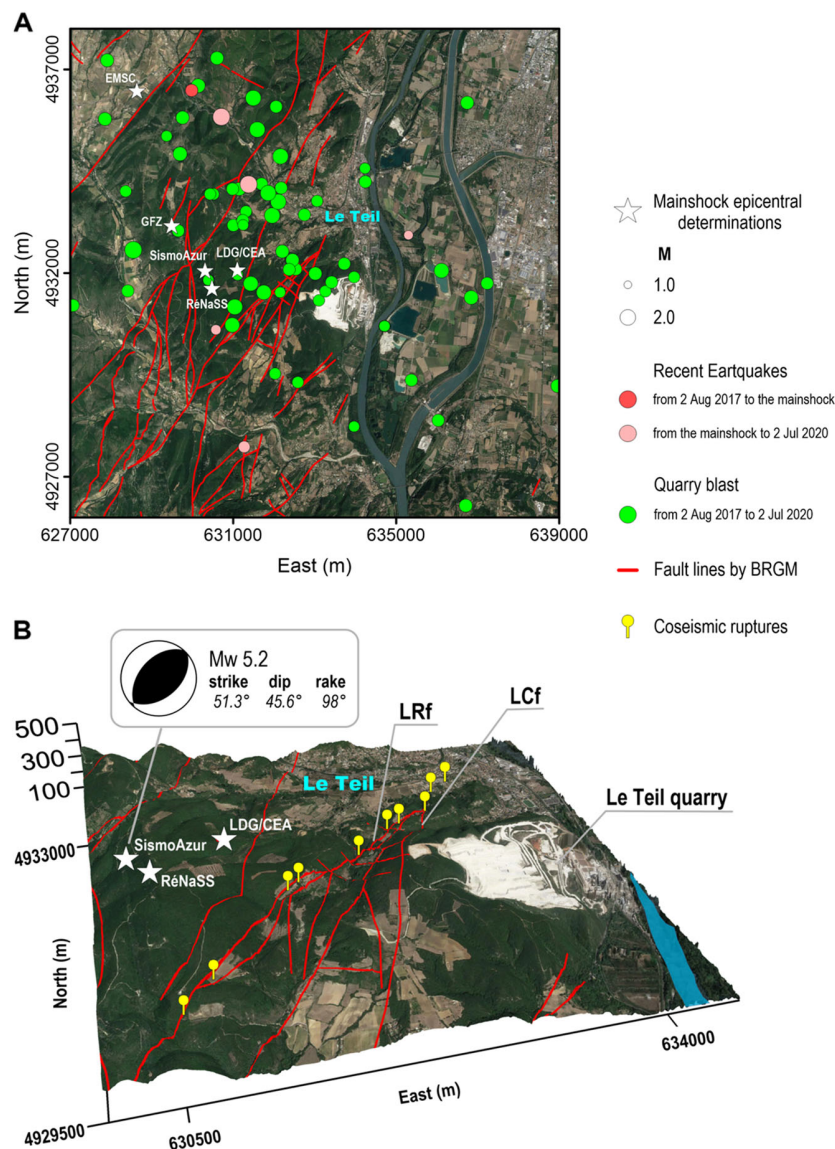 A
4937000
EMSC
GFZ
Le Teil
SismoAzur
LDG/CEA
RéNaSS
4932000
North (m)
4927000
627000
631000
635000
639000
East (m)
Mainshock epicentral
determinations
M
1.0
2.0
Recent Eartquakes
from 2 Aug 2017 to the mainshock
from the mainshock to 2 Jul 2020
Quarry blast
from 2 Aug 2017 to 2 Jul 2020
Fault lines by BRGM
Coseismic ruptures
B
Mw 5.2
strike dip rake
51.3° 45.6° 98°
LRf
LCf
500
300
100
Le Teil
Le Teil quarry
LDG/CEA
SismoAzur
RéNaSS
4933000
North (m)
4929500
630500
634000
East (m)